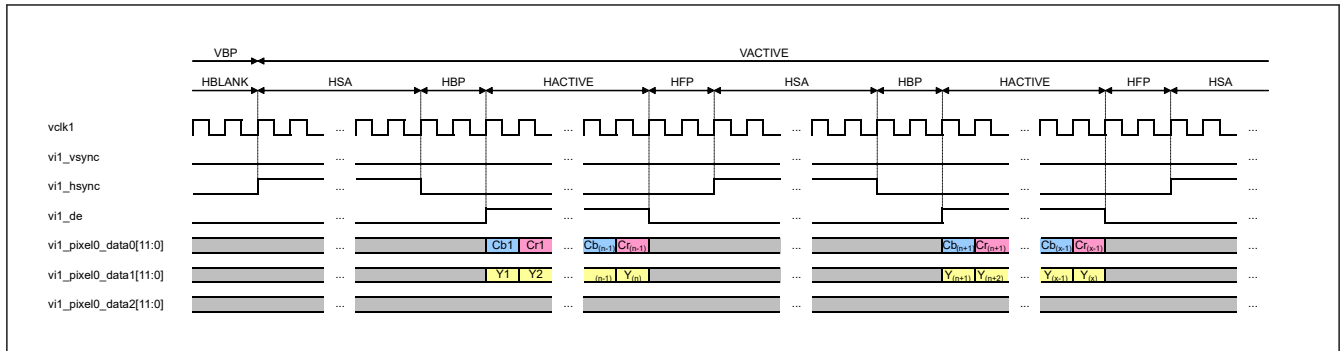 VBP VACTIVE
HBLANK HSA HBP HACTIVE HFP HSA HBP HACTIVE HFP HSA
vclk1 ... ... ... ... ...
vi1_vsync ... ... ... ... ...
vi1_hsync ... ... ... ... ...
vi1_de ... ... ... ... ...
vi1_pixel0_data0[11:0] ... Cb1 Cr1 ... Cb(n-1) Cr(n-1) ... Cb(n+1) Cr(n+1) ... Cb(x-1) Cr(x-1) ...
vi1_pixel0_data1[11:0] ... Y1 Y2 ... (n-1) Y(n) ... Y(n+1) Y(n+2) ... Y(x-1) Y(x) ...
vi1_pixel0_data2[11:0] ... ... ... ... ...